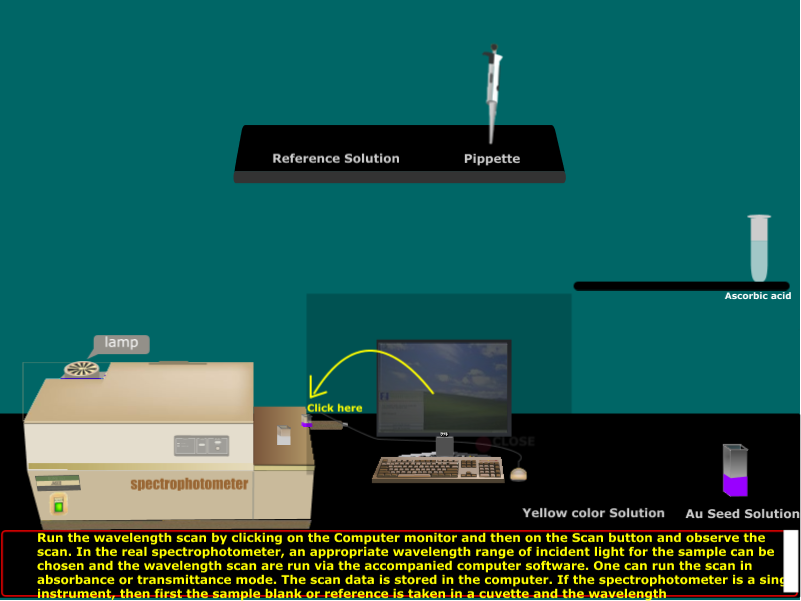 Reference Solution
Pippette
Ascorbic acid
lamp
Click here
CLOSE
spectrophotometer
Yellow color Solution
Au Seed Solution
Run the wavelength scan by clicking on the Computer monitor and then on the Scan button and observe the
scan. In the real spectrophotometer, an appropriate wavelength range of incident light for the sample can be
chosen and the wavelength scan are run via the accompanied computer software. One can run the scan in
absorbance or transmittance mode. The scan data is stored in the computer. If the spectrophotometer is a sing
instrument, then first the sample blank or reference is taken in a cuvette and the wavelength